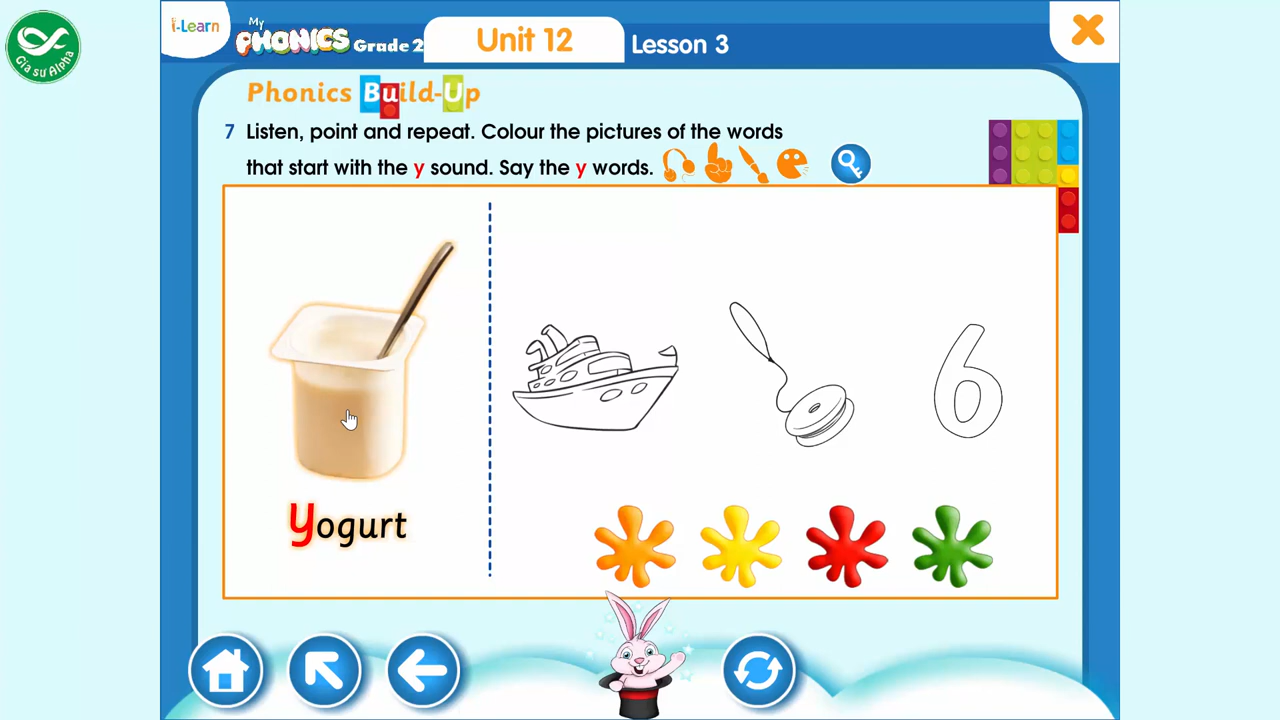 Gia sư Alpha
i-Learn
My
PHONICS Grade 2
Unit 12
Lesson 3
Phonics Build-Up
7 Listen, point and repeat. Colour the pictures of the words
that start with the y sound. Say the y words.
6
Yogurt